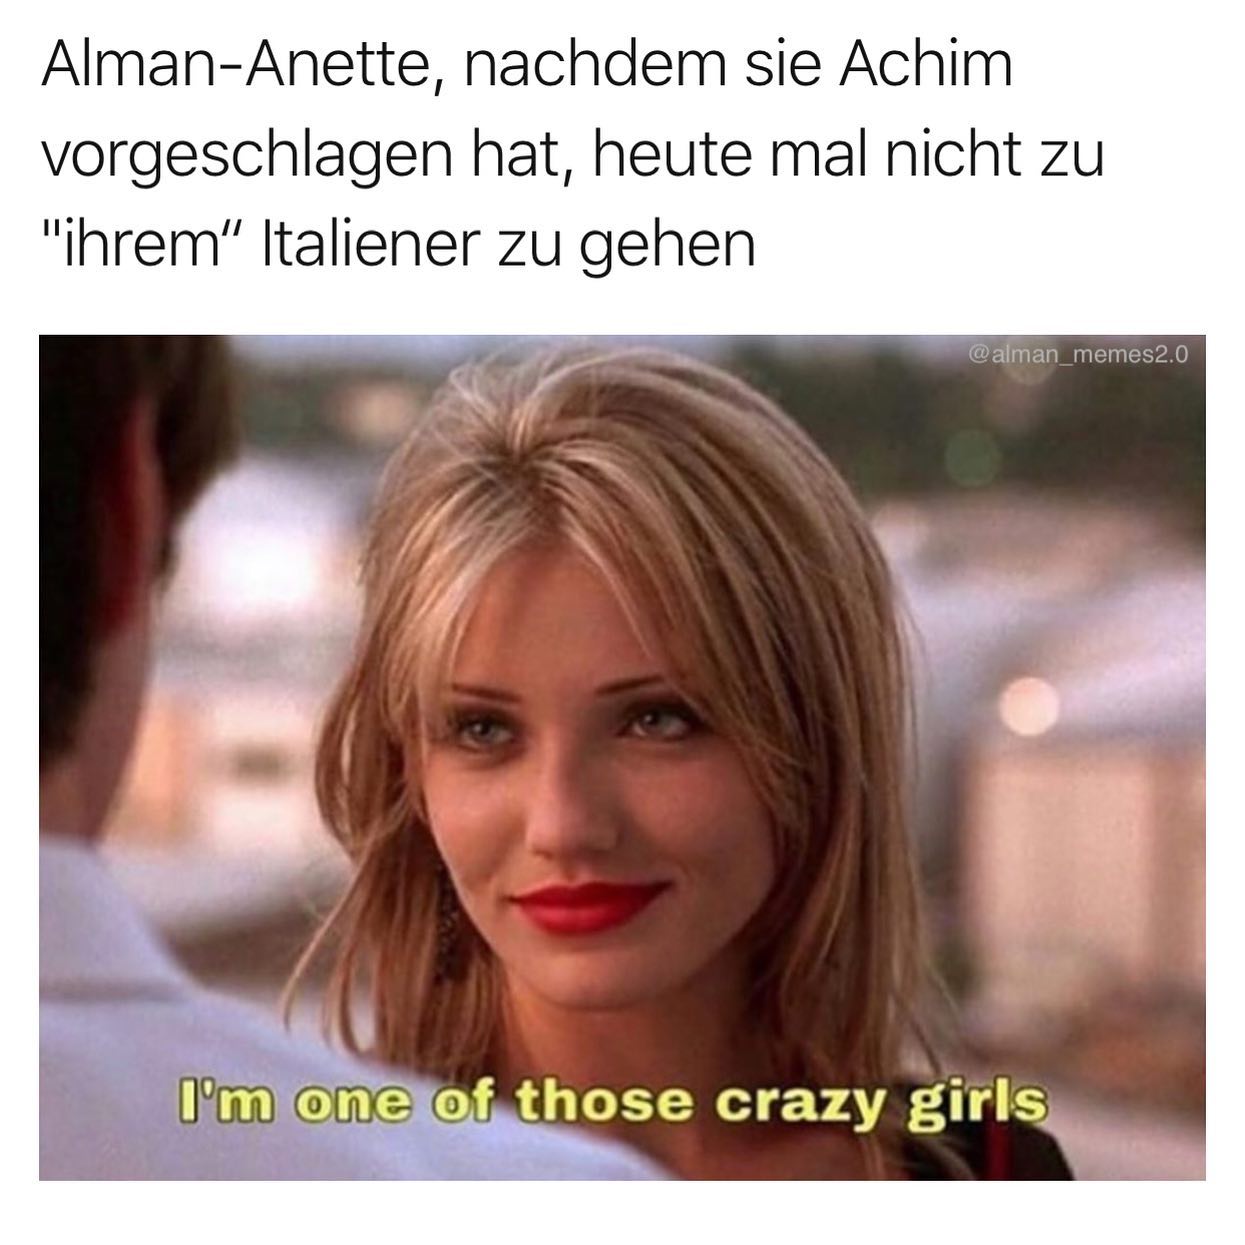 Alman-Anette, nachdem sie Achim
vorgeschlagen hat, heute mal nicht zu
"ihrem“ Italiener zu gehen
@alman_memes2.0
I'm one of those crazy girls